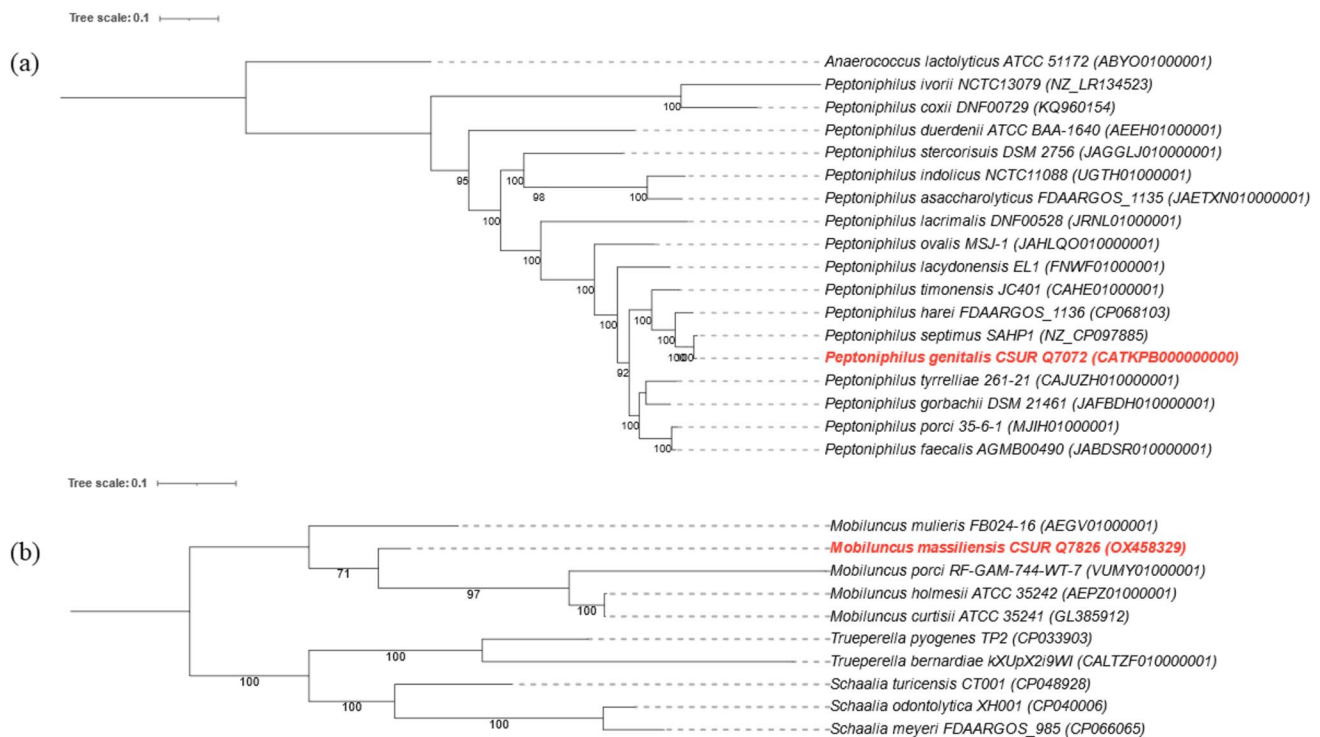 Tree scale: 0.1
(a)
Anaerococcus lactolyticus ATCC 51172 (ABYO01000001)
Peptoniphilus ivorii NCTC13079 (NZ_LR134523)
100
Peptoniphilus coxii DNF00729 (KQ960154)
Peptoniphilus duerdenii ATCC BAA-1640 (AEEH01000001)
Peptoniphilus stercorisuis DSM 2756 (JAGGLJ010000001)
95
100
Peptoniphilus indolicus NCTC11088 (UGTH01000001)
98
100
Peptoniphilus asaccharolyticus FDAARGOS_1135 (JAETXN010000001)
100
Peptoniphilus lacrimalis DNF00528 (JRNL01000001)
Peptoniphilus ovalis MSJ-1 (JAHLQO010000001)
100
Peptoniphilus lacydonensis EL1 (FNWF01000001)
100
Peptoniphilus timonensis JC401 (CAHE01000001)
Peptoniphilus harei FDAARGOS_1136 (CP068103)
100
100
Peptoniphilus septimus SAHP1 (NZ_CP097885)
100
Peptoniphilus genitalis CSUR Q7072 (CATKPB000000000)
100
92
Peptoniphilus tyrrelliae 261-21 (CAJUZH010000001)
Peptoniphilus gorbachii DSM 21461 (JAFBDH010000001)
100
Peptoniphilus porci 35-6-1 (MJIH01000001)
100
Peptoniphilus faecalis AGMB00490 (JABDSR010000001)
Tree scale: 0.1
(b)
Mobiluncus mulieris FB024-16 (AEGV01000001)
Mobiluncus massiliensis CSUR Q7826 (OX458329)
71
Mobiluncus porci RF-GAM-744-WT-7 (VUMY01000001)
97
Mobiluncus holmesii ATCC 35242 (AEPZ01000001)
100
Mobiluncus curtisii ATCC 35241 (GL385912)
Trueperella pyogenes TP2 (CP033903)
100
Trueperella bernardiae kXUpX2i9WI (CALTZF010000001)
100
Schaalia turicensis CT001 (CP048928)
100
Schaalia odontolytica XH001 (CP040006)
100
Schaalia meyeri FDAARGOS_985 (CP066065)